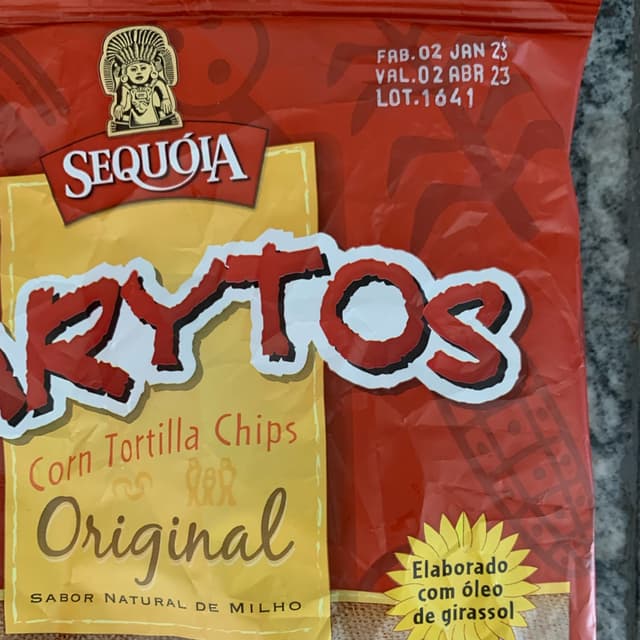 FAB.02 JAN 23
VAL.02 ABR 23
LOT.1641
SEQUÓIA
ARYTOS
Corn Tortilla Chips
Original
SABOR NATURAL DE MILHO
Elaborado
com óleo
de girassol